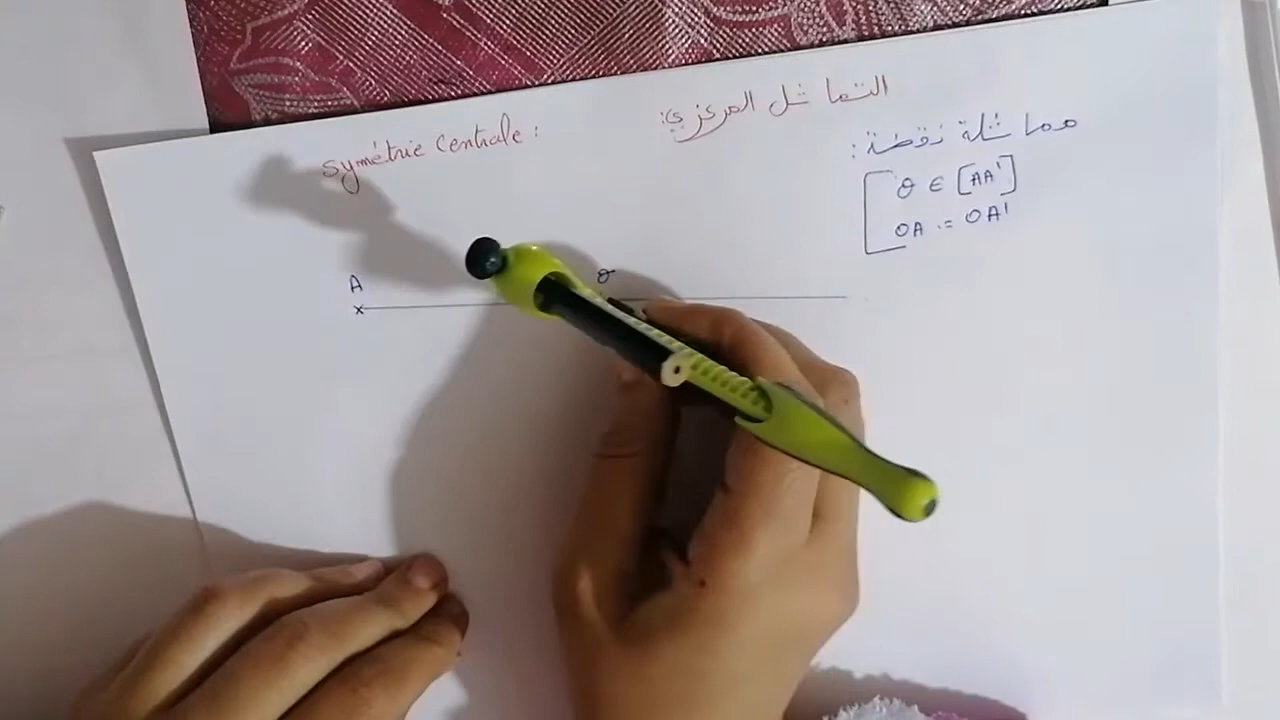 التماثل المركزي:
symétrie Centrale :
مماثلة نقطة :
O ∈ [AA']
OA = OA'
A
O